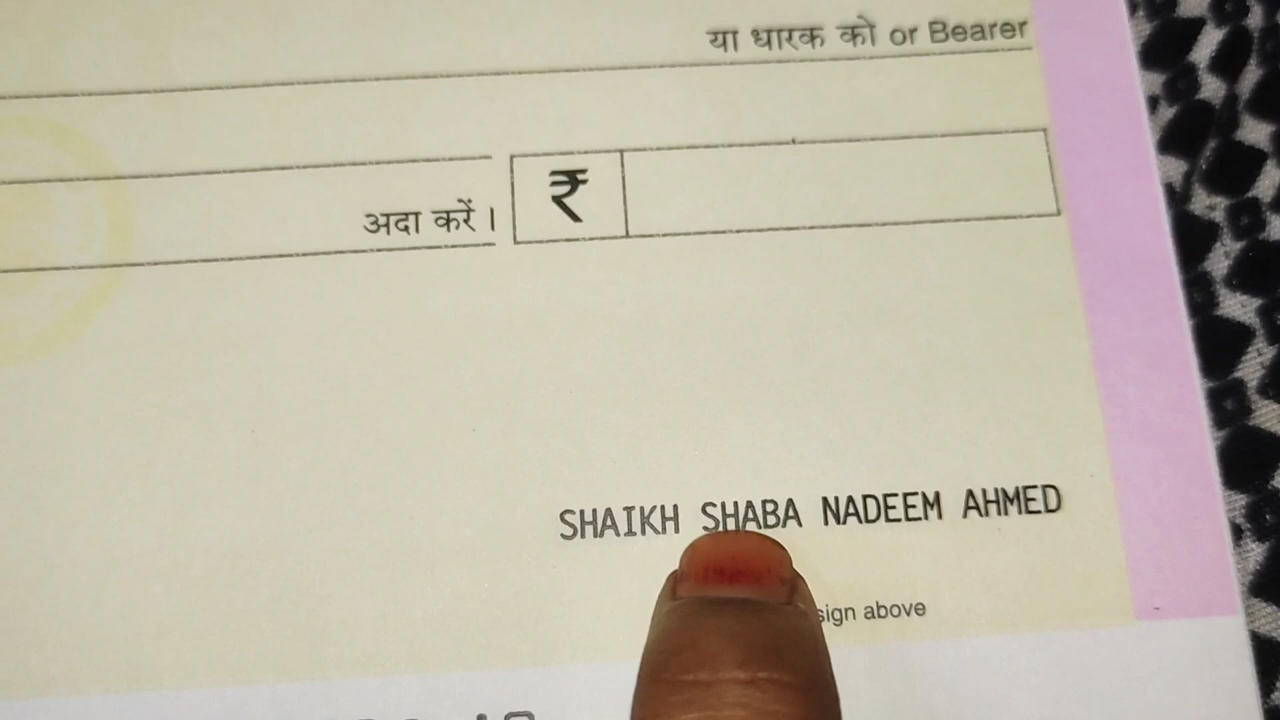 या धारक को or Bearer
अदा करें। ₹
SHAIKH SHABA NADEEM AHMED
sign above